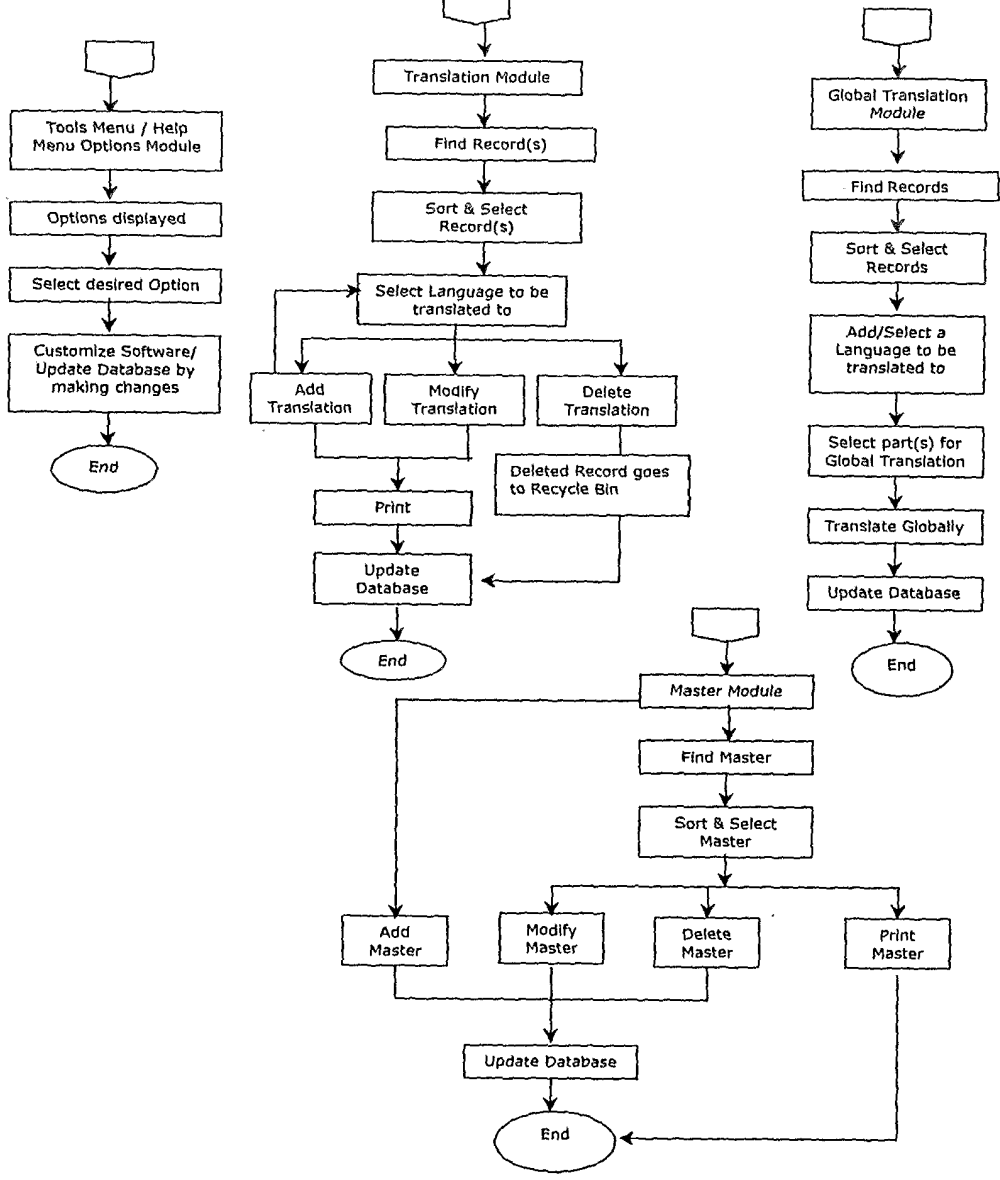 Tools Menu / Help
Menu Options Module
Options displayed
Select desired Option
Customize Software/
Update Database by
making changes
End
Translation Module
Find Record(s)
Sort & Select
Record(s)
Select Language to be
translated to
Add
Translation
Modify
Translation
Delete
Translation
Deleted Record goes
to Recycle Bin
Print
Update
Database
End
Global Translation
Module
Find Records
Sort & Select
Records
Add/Select a
Language to be
translated to
Select part(s) for
Global Translation
Translate Globally
Update Database
End
Master Module
Find Master
Sort & Select
Master
Add
Master
Modify
Master
Delete
Master
Print
Master
Update Database
End